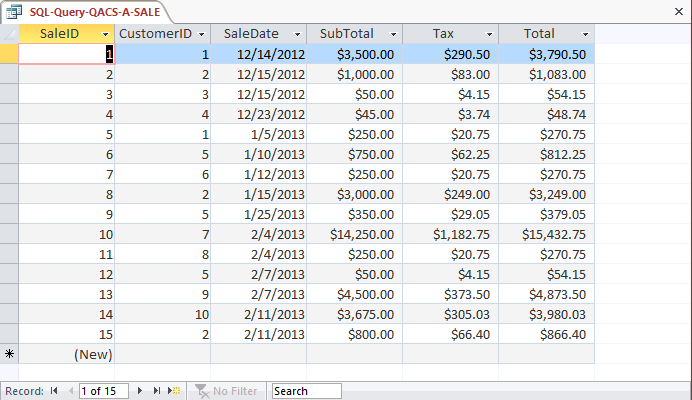 SQL-Query-QACS-A-SALE
SaleID CustomerID SaleDate SubTotal Tax Total
1 1 12/14/2012 $3,500.00 $290.50 $3,790.50
2 2 12/15/2012 $1,000.00 $83.00 $1,083.00
3 3 12/15/2012 $50.00 $4.15 $54.15
4 4 12/23/2012 $45.00 $3.74 $48.74
5 1 1/5/2013 $250.00 $20.75 $270.75
6 5 1/10/2013 $750.00 $62.25 $812.25
7 6 1/12/2013 $250.00 $20.75 $270.75
8 2 1/15/2013 $3,000.00 $249.00 $3,249.00
9 5 1/25/2013 $350.00 $29.05 $379.05
10 7 2/4/2013 $14,250.00 $1,182.75 $15,432.75
11 8 2/4/2013 $250.00 $20.75 $270.75
12 5 2/7/2013 $50.00 $4.15 $54.15
13 9 2/7/2013 $4,500.00 $373.50 $4,873.50
14 10 2/11/2013 $3,675.00 $305.03 $3,980.03
15 2 2/11/2013 $800.00 $66.40 $866.40
(New)
Record: 1 of 15 No Filter Search